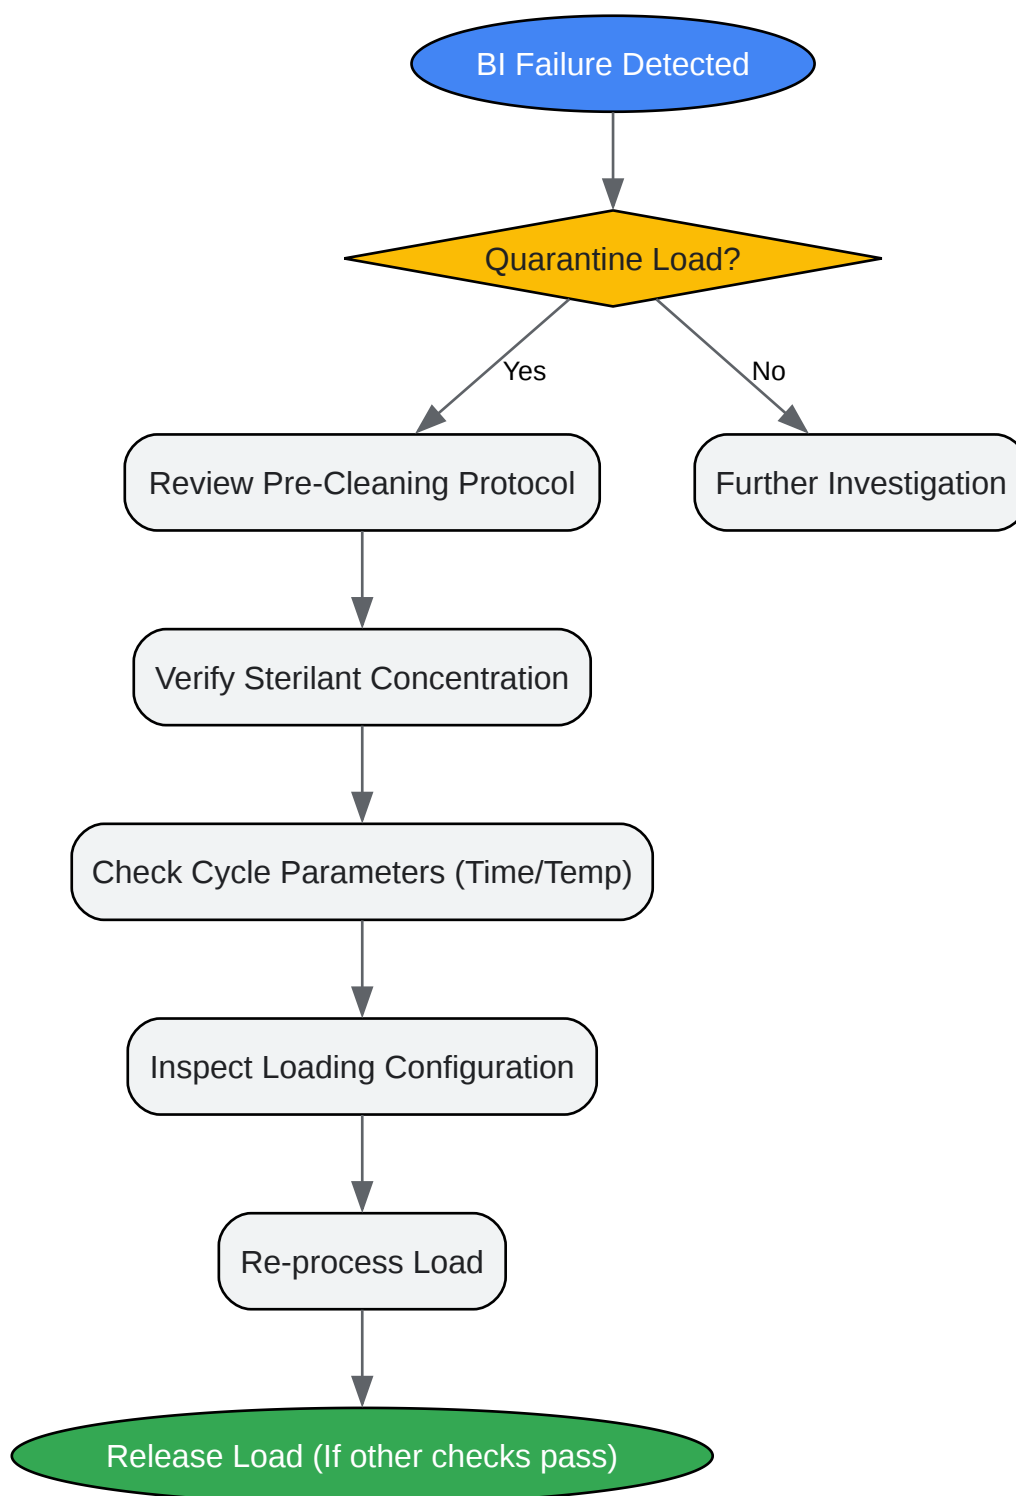 BI Failure Detected
Quarantine Load?
Yes
No
Review Pre-Cleaning Protocol
Further Investigation
Verify Sterilant Concentration
Check Cycle Parameters (Time/Temp)
Inspect Loading Configuration
Re-process Load
Release Load (If other checks pass)